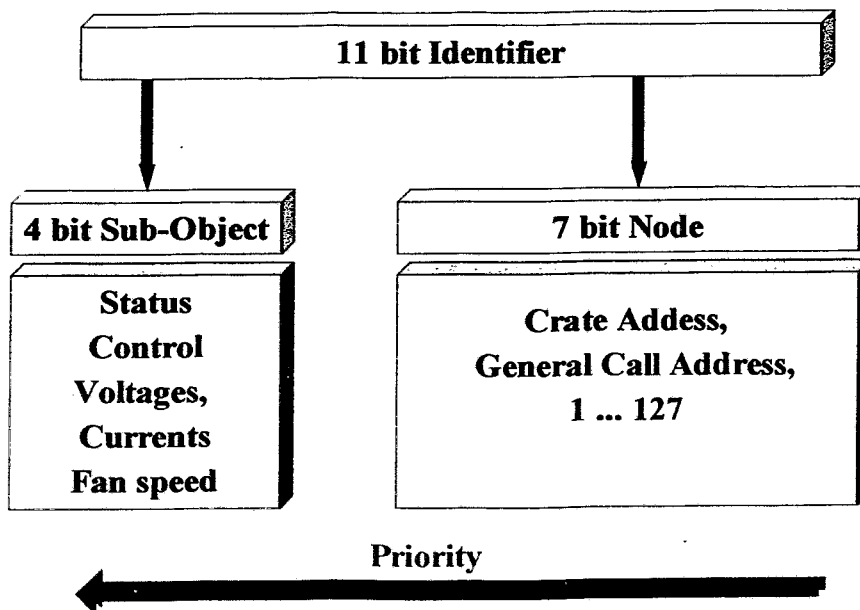 11 bit Identifier
4 bit Sub-Object
7 bit Node
Status
Control
Voltages,
Currents
Fan speed
Crate Addess,
General Call Address,
1 ... 127
Priority